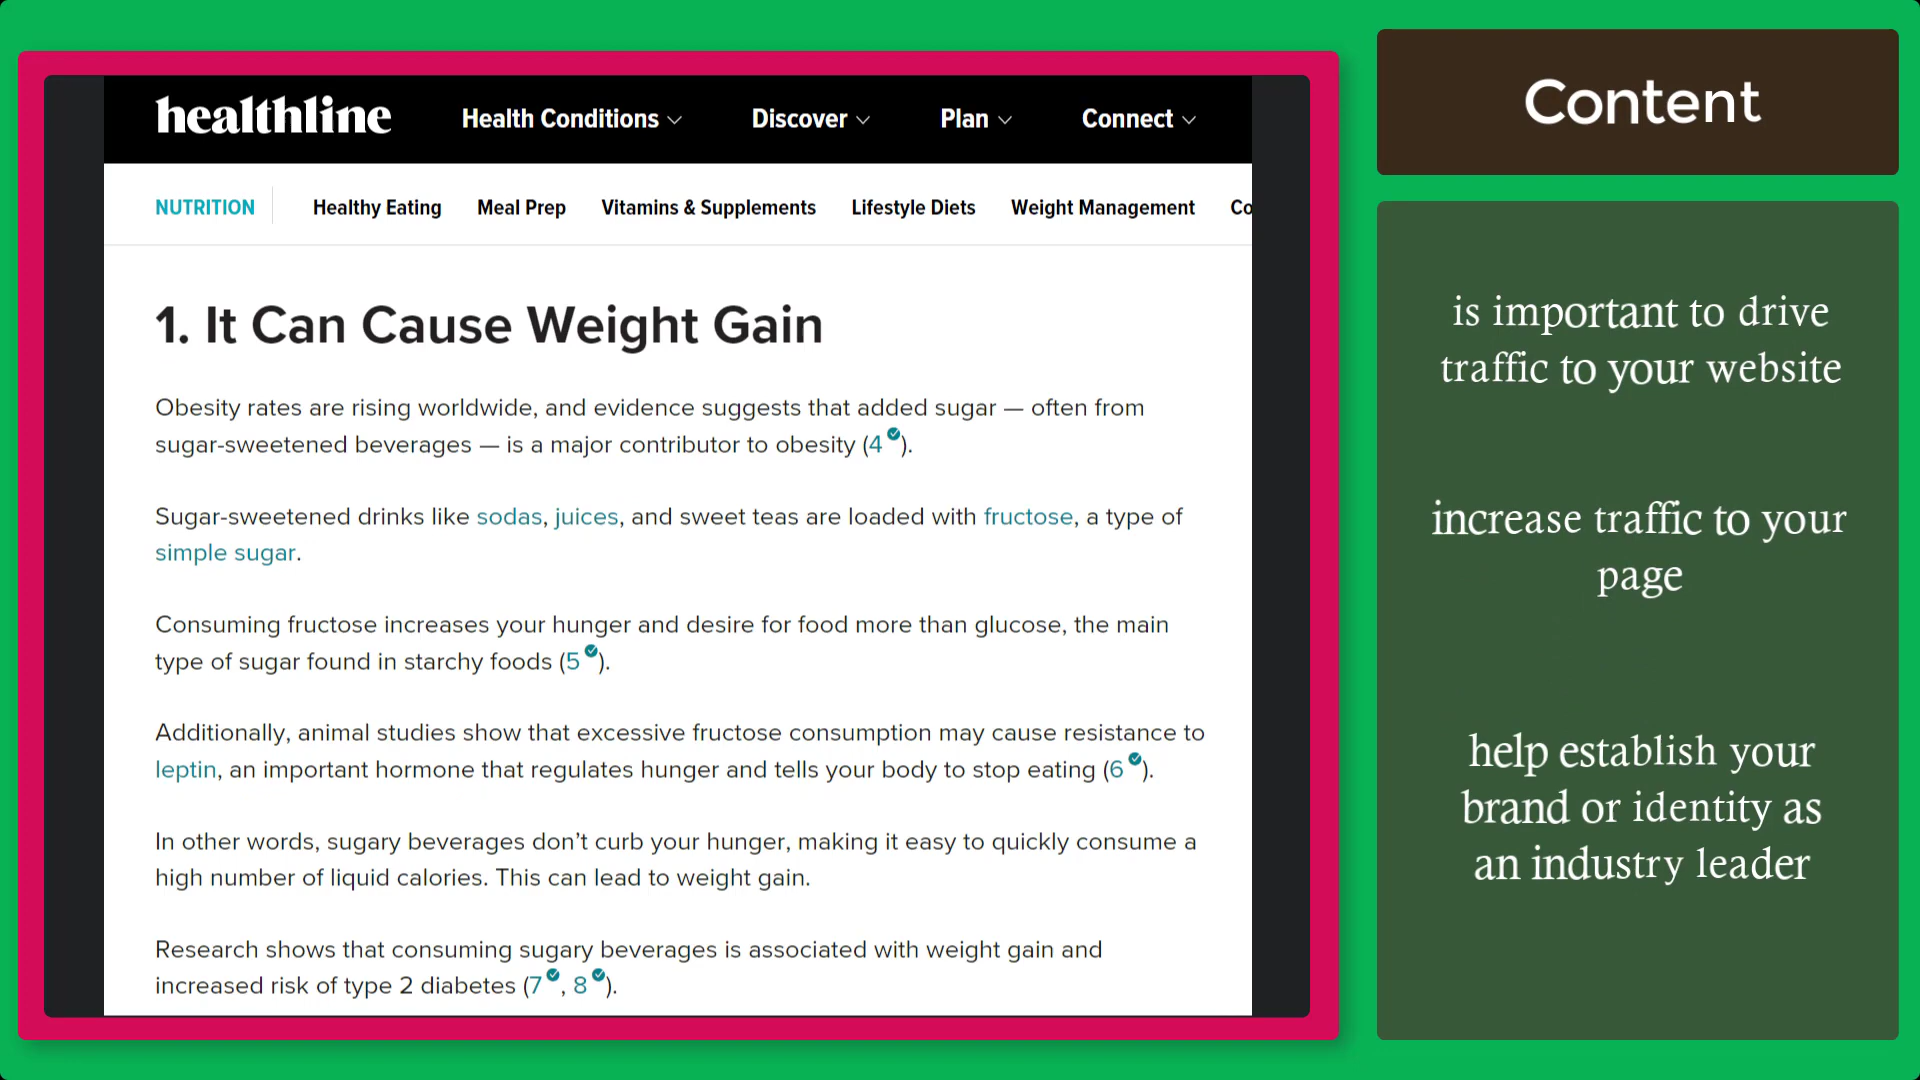 healthline
Health Conditions
Discover
Plan
Connect
NUTRITION
Healthy Eating
Meal Prep
Vitamins & Supplements
Lifestyle Diets
Weight Management
Co
1. It Can Cause Weight Gain
Obesity rates are rising worldwide, and evidence suggests that added sugar — often from
sugar-sweetened beverages — is a major contributor to obesity (4).
Sugar-sweetened drinks like sodas, juices, and sweet teas are loaded with fructose, a type of
simple sugar.
Consuming fructose increases your hunger and desire for food more than glucose, the main
type of sugar found in starchy foods (5).
Additionally, animal studies show that excessive fructose consumption may cause resistance to
leptin, an important hormone that regulates hunger and tells your body to stop eating (6).
In other words, sugary beverages don’t curb your hunger, making it easy to quickly consume a
high number of liquid calories. This can lead to weight gain.
Research shows that consuming sugary beverages is associated with weight gain and
increased risk of type 2 diabetes (7, 8).
Content
is important to drive
traffic to your website
increase traffic to your
page
help establish your
brand or identity as
an industry leader